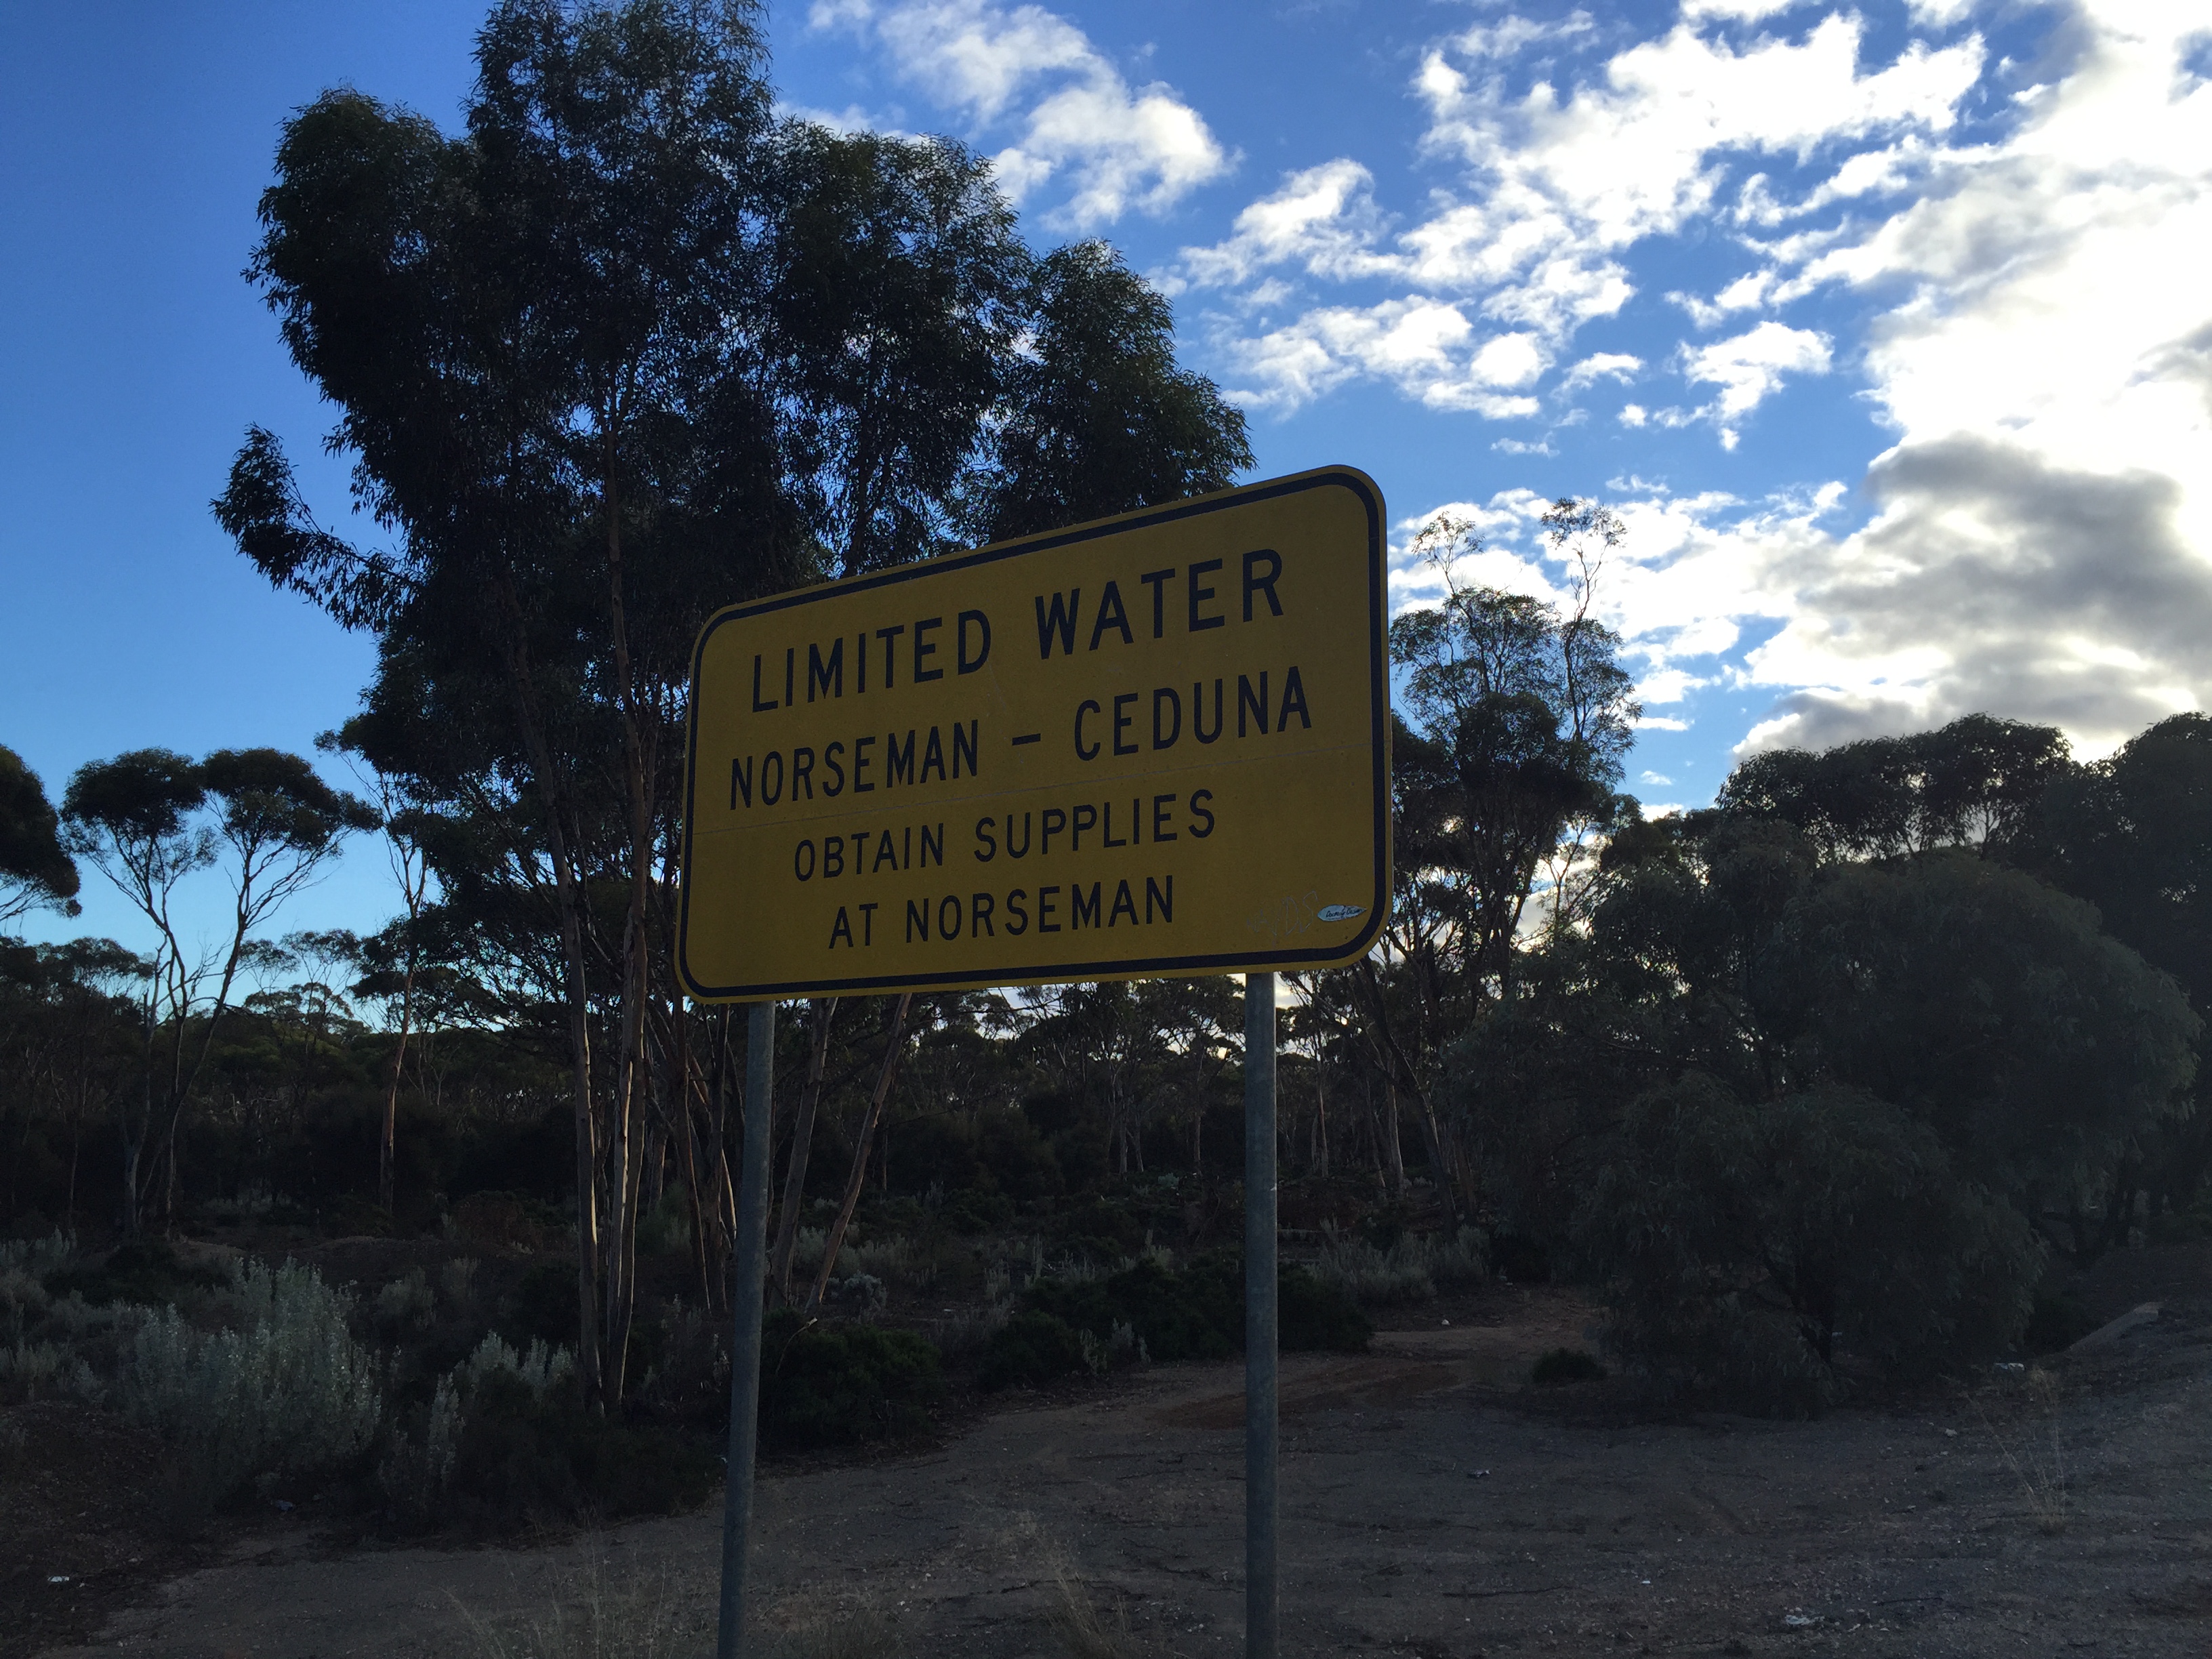 LIMITED WATER
NORSEMAN – CEDUNA
OBTAIN SUPPLIES
AT NORSEMAN